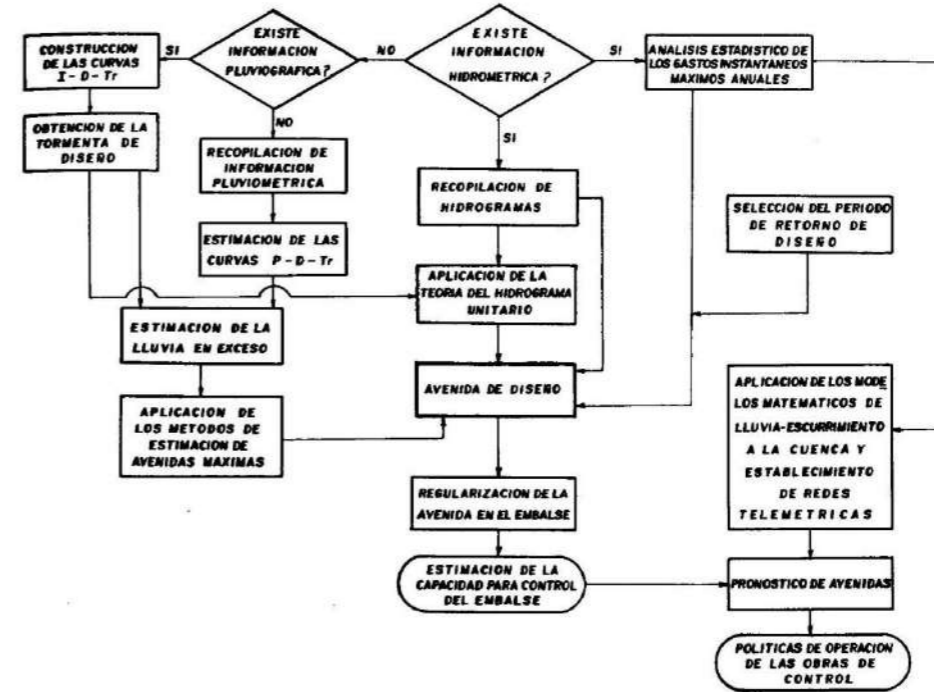 EXISTE
INFORMACION
PLUVIOGRAFICA?
EXISTE
INFORMACION
HIDROMETRICA?
SI
NO
SI
CONSTRUCCION
DE LAS CURVAS
I - D - Tr
ANALISIS ESTADISTICO DE
LOS GASTOS INSTANTANEOS
MAXIMOS ANUALES
OBTENCION DE LA
TORMENTA DE
DISEÑO
NO
SI
RECOPILACION DE
INFORMACION
PLUVIOMETRICA
RECOPILACION DE
HIDROGRAMAS
SELECCION DEL PERIODO
DE RETORNO DE
DISEÑO
ESTIMACION DE LAS
CURVAS P - D - Tr
APLICACION DE LA
TEORIA DEL HIDROGRAMA
UNITARIO
ESTIMACION DE LA
LLUVIA EN EXCESO
AVENIDA DE DISEÑO
APLICACION DE LOS MODE
LOS MATEMATICOS DE
LLUVIA-ESCURRIMIENTO
A LA CUENCA Y
ESTABLECIMIENTO
DE REDES
TELEMETRICAS
APLICACION DE
LOS METODOS DE
ESTIMACION DE
AVENIDAS MAXIMAS
REGULARIZACION DE LA
AVENIDA EN EL EMBALSE
ESTIMACION DE LA
CAPACIDAD PARA CONTROL
DEL EMBALSE
PRONOSTICO DE AVENIDAS
POLITICAS DE OPERACION
DE LAS OBRAS DE
CONTROL